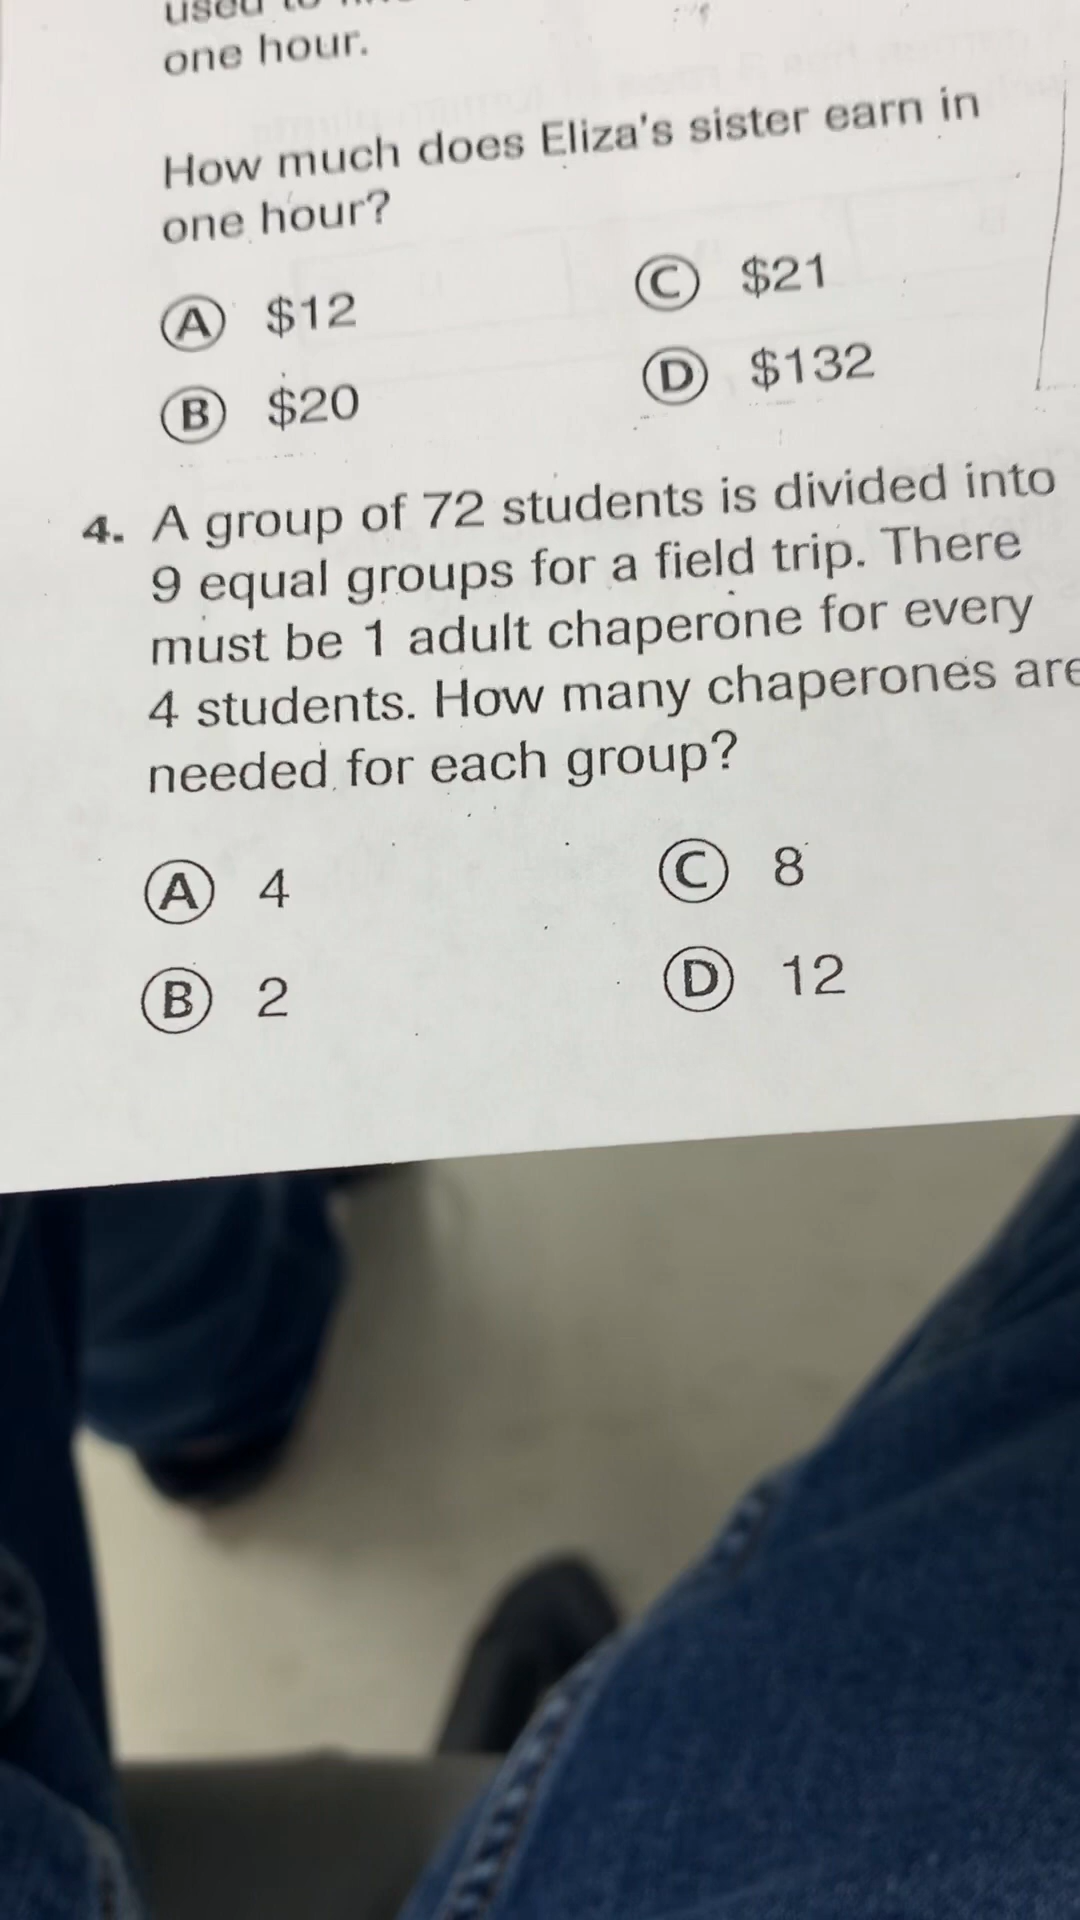 used to
one hour.
How much does Eliza's sister earn in
one hour?
A $12
C $21
B $20
D $132
4. A group of 72 students is divided into
9 equal groups for a field trip. There
must be 1 adult chaperone for every
4 students. How many chaperones are
needed for each group?
A 4
C 8
B 2
D 12